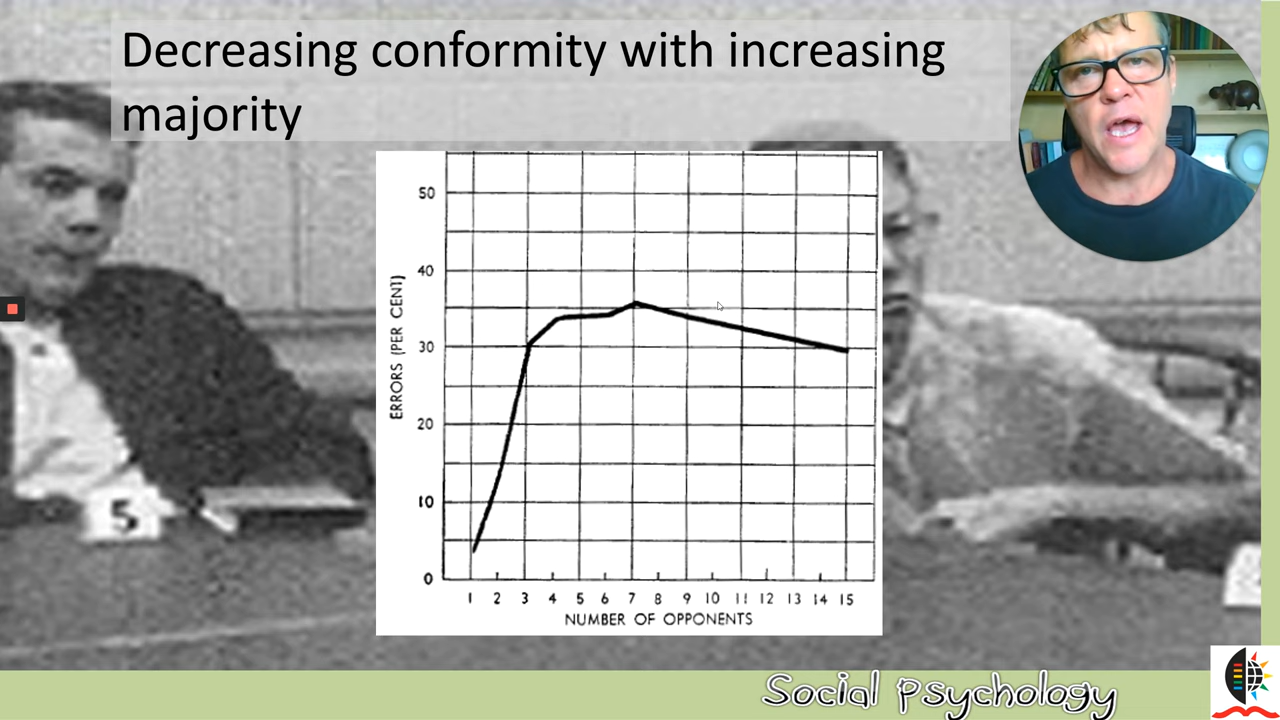 Decreasing conformity with increasing
majority
50
40
30
20
10
0
ERRORS (PER CENT)
1 2 3 4 5 6 7 8 9 10 11 12 13 14 15
NUMBER OF OPPONENTS
5
Social Psychology